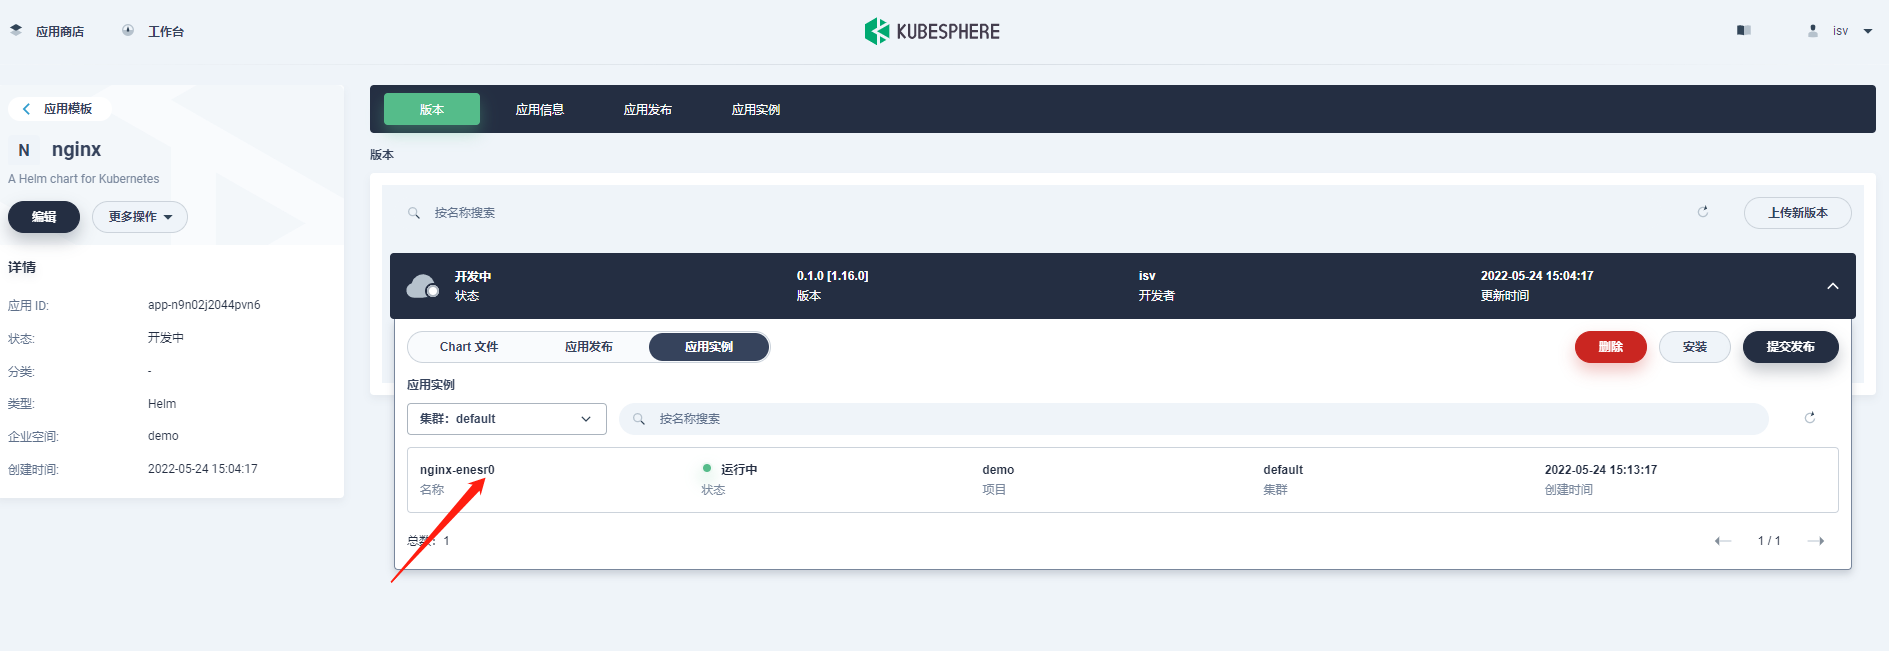 应用商店
工作台
KUBESPHERE
isv
应用模板
N nginx
A Helm chart for Kubernetes
编辑
更多操作
详情
应用 ID: app-n9n02j2044pvn6
状态: 开发中
分类: -
类型: Helm
企业空间: demo
创建时间: 2022-05-24 15:04:17
版本
应用信息
应用发布
应用实例
版本
按名称搜索
上传新版本
开发中
状态
0.1.0 [1.16.0]
版本
isv
开发者
2022-05-24 15:04:17
更新时间
Chart 文件
应用发布
应用实例
删除
安装
提交发布
应用实例
集群：default
按名称搜索
nginx-enesr0
名称
运行中
状态
demo
项目
default
集群
2022-05-24 15:13:17
创建时间
总数：1
1 / 1